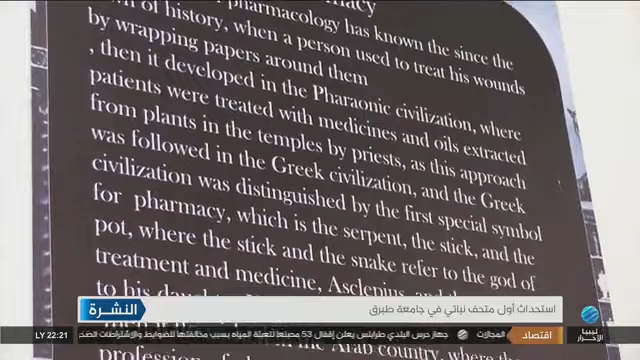 pharmacology has known the since the
of history, when a person used to treat his wounds
by wrapping papers around them
, then it developed in the Pharaonic civilization, where
patients were treated with medicines and oils extracted
from plants in the temples by priests, as this approach
was followed in the Greek civilization, and the Greek
civilization was distinguished by the first special symbol
for pharmacy, which is the serpent, the stick, and the
pot, where the stick and the snake refer to the god of
treatment and medicine, Asclepius, and
to his
the Arab country, where the
النشرة
استحداث أول متحف نباتي في جامعة طبرق
ليبيا
الأخبار
LY 22:21
جهاز حرس البلدي طرابلس يعلن إقفال 53 مصنعا لتعبئة المياه بسبب مخالفتها للضوابط والاشتراطات
المجالات
اقتصاد